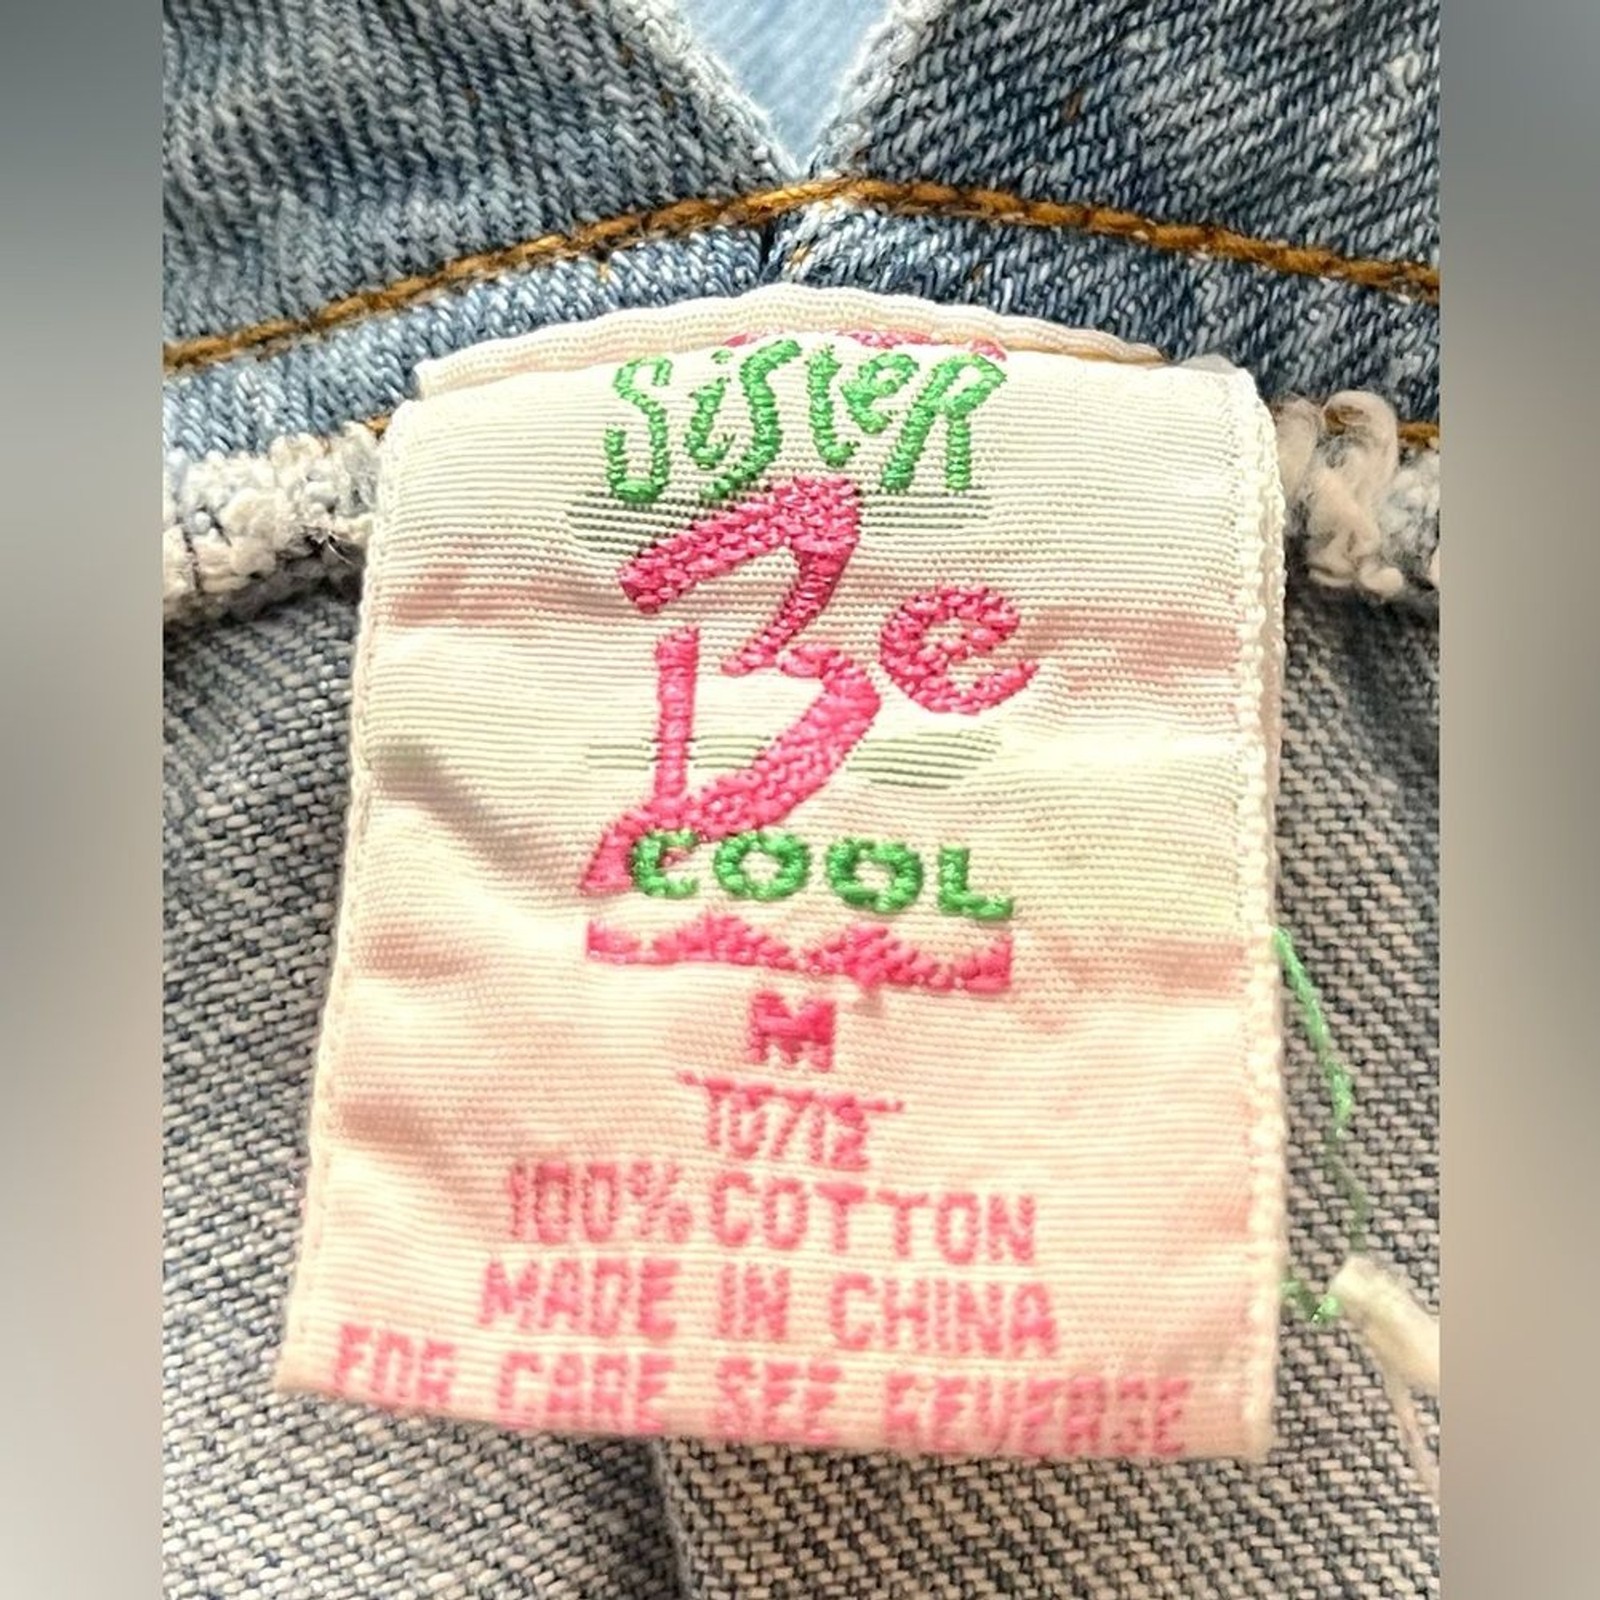 SiSteR
Be
COOL
M
10/12
100% COTTON
MADE IN CHINA
FOR CARE SEE REVERSE